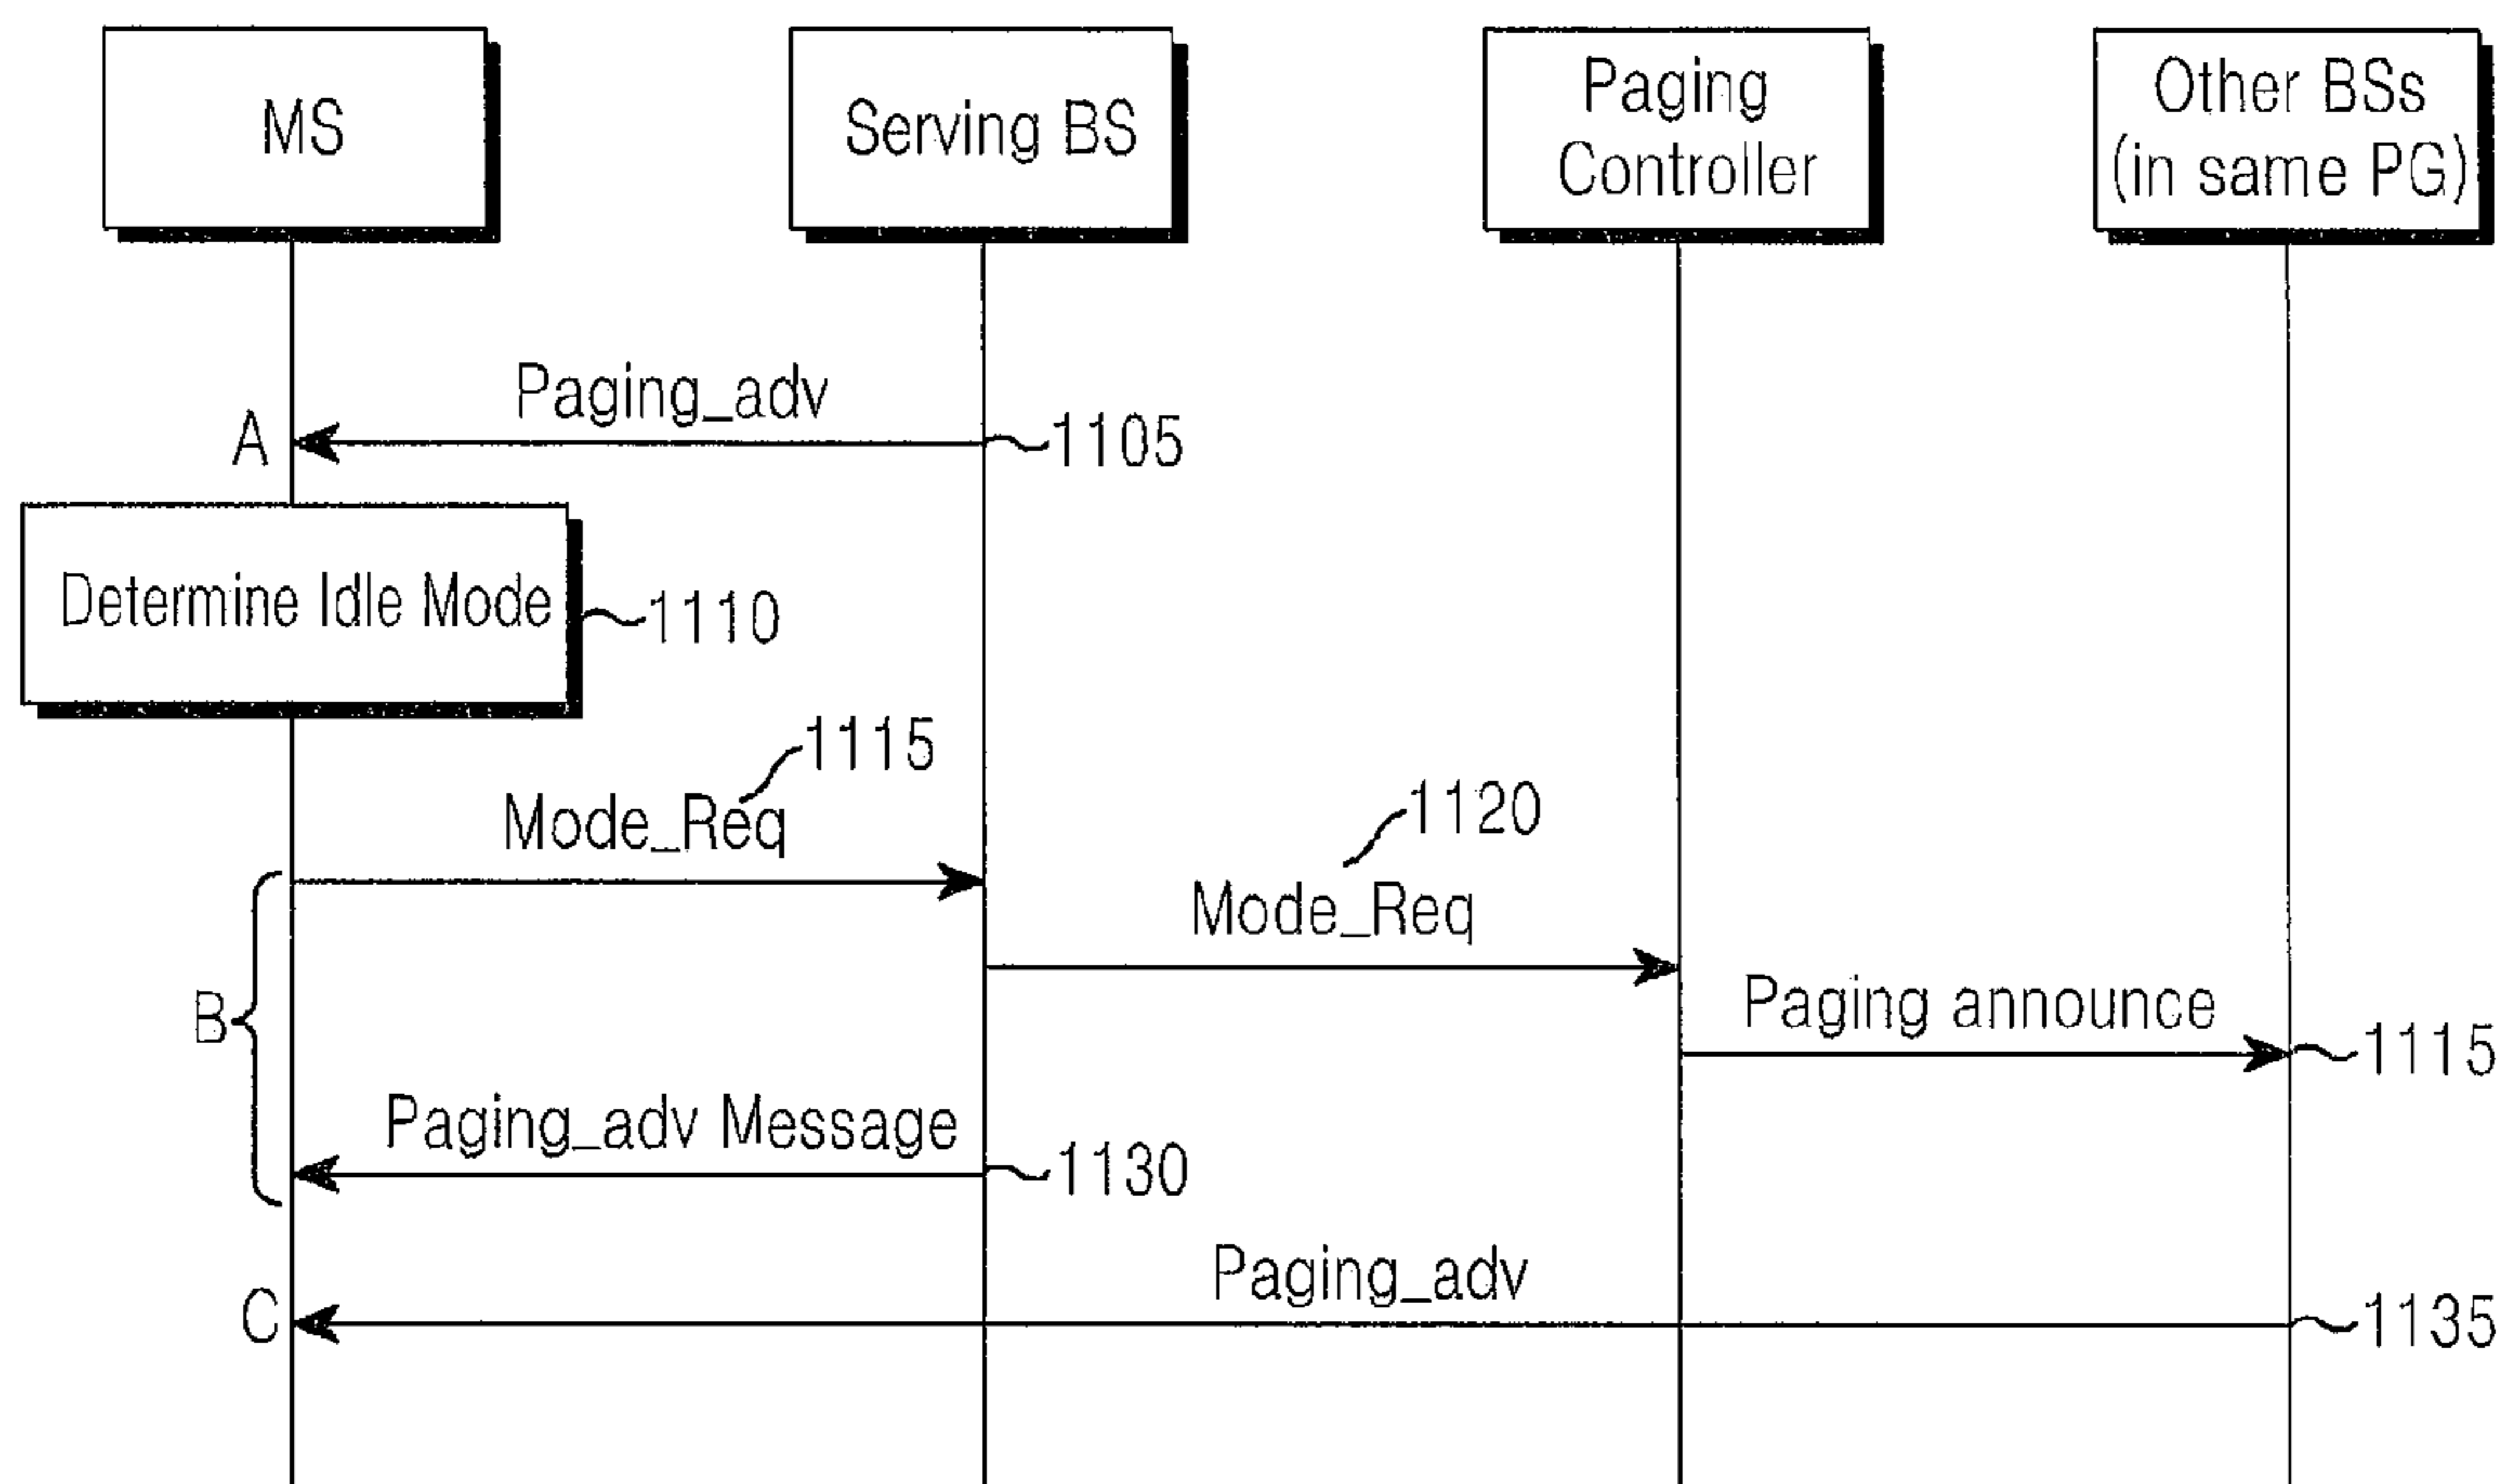 MS
Serving BS
Paging
Controller
Other BSs
(in same PG)
Paging_adv
A
1105
Determine Idle Mode
1110
1115
Mode_Req
1120
Mode_Req
B
Paging announce
1115
Paging_adv Message
1130
Paging_adv
C
1135